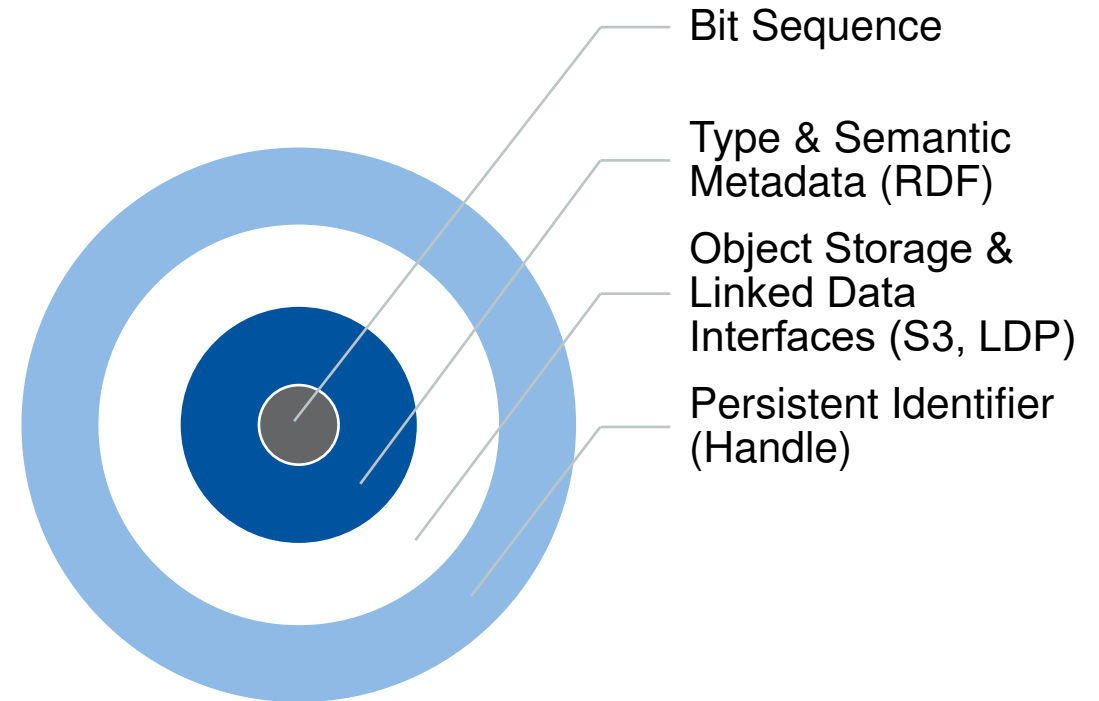 Bit Sequence
Type & Semantic
Metadata (RDF)
Object Storage &
Linked Data
Interfaces (S3, LDP)
Persistent Identifier
(Handle)